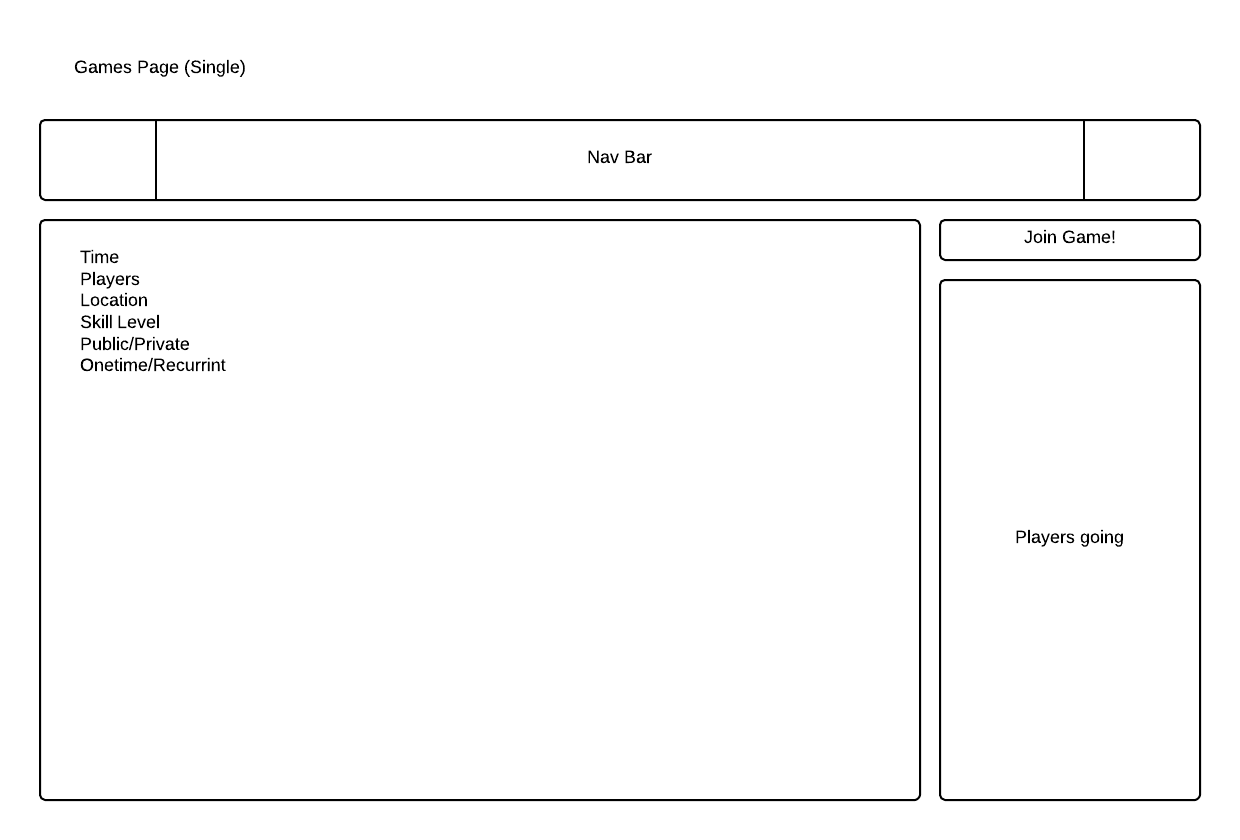 Games Page (Single)
Nav Bar
Time
Players
Location
Skill Level
Public/Private
Onetime/Recurrint
Join Game!
Players going